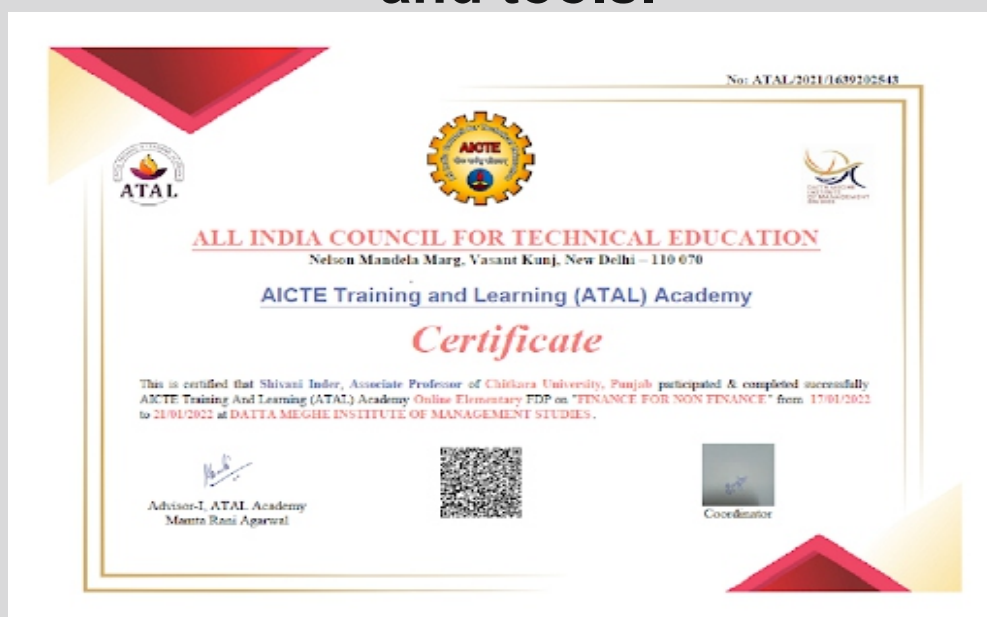 and tools.
No: ATAL/2021/1639202543
ATAL
AICTE
ALL INDIA COUNCIL FOR TECHNICAL EDUCATION
Nelson Mandela Marg, Vasant Kunj, New Delhi – 110 070
AICTE Training and Learning (ATAL) Academy
Certificate
This is certified that Shivani Inder, Associate Professor of Chitkara University, Punjab participated & completed successfully
AICTE Training And Learning (ATAL) Academy Online Elementary FDP on "FINANCE FOR NON FINANCE" from 17/01/2022
to 21/01/2022 at DATTA MEGHE INSTITUTE OF MANAGEMENT STUDIES.
Advisor-I, ATAL Academy
Mamta Rani Agarwal
Coordinator